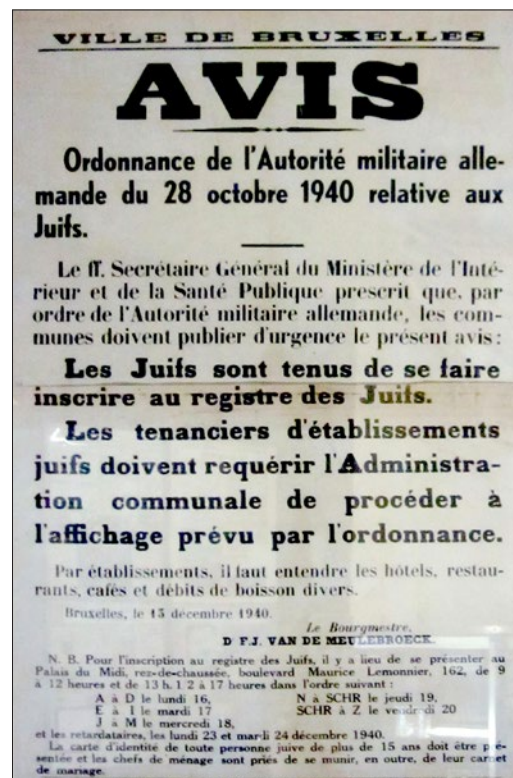 VILLE DE BRUXELLES
AVIS
Ordonnance de l'Autorité militaire alle-
mande du 28 octobre 1940 relative aux
Juifs.
Le ff. Secrétaire Général du Ministère de l'Inté-
rieur et de la Santé Publique prescrit que, par
ordre de l'Autorité militaire allemande, les com-
munes doivent publier d'urgence le présent avis :
Les Juifs sont tenus de se faire
inscrire au registre des Juifs.
Les tenanciers d'établissements
juifs doivent requérir l'Administra-
tion communale de procéder à
l'affichage prévu par l'ordonnance.
Par établissements, il faut entendre les hôtels, restau-
rants, cafés et débits de boisson divers.
Bruxelles, le 13 décembre 1940.
Le Bourgmestre,
Dr F.J. VAN DE MEULEBROECK.
N. B. Pour l'inscription au registre des Juifs, il y a lieu de se présenter au
Palais du Midi, rez-de-chaussée, boulevard Maurice Lemonnier, 162, de 9
à 12 heures et de 13 h. 1/2 à 17 heures dans l'ordre suivant :
A à D le lundi 16, N à SCHR le jeudi 19,
E à I le mardi 17 SCHR à Z le vendredi 20
J à M le mercredi 18,
et les retardataires, les lundi 23 et mardi 24 décembre 1940.
La carte d'identité de toute personne juive de plus de 15 ans doit être pré-
sentée et les chefs de ménage sont priés de se munir, en outre, de leur carnet
de mariage.